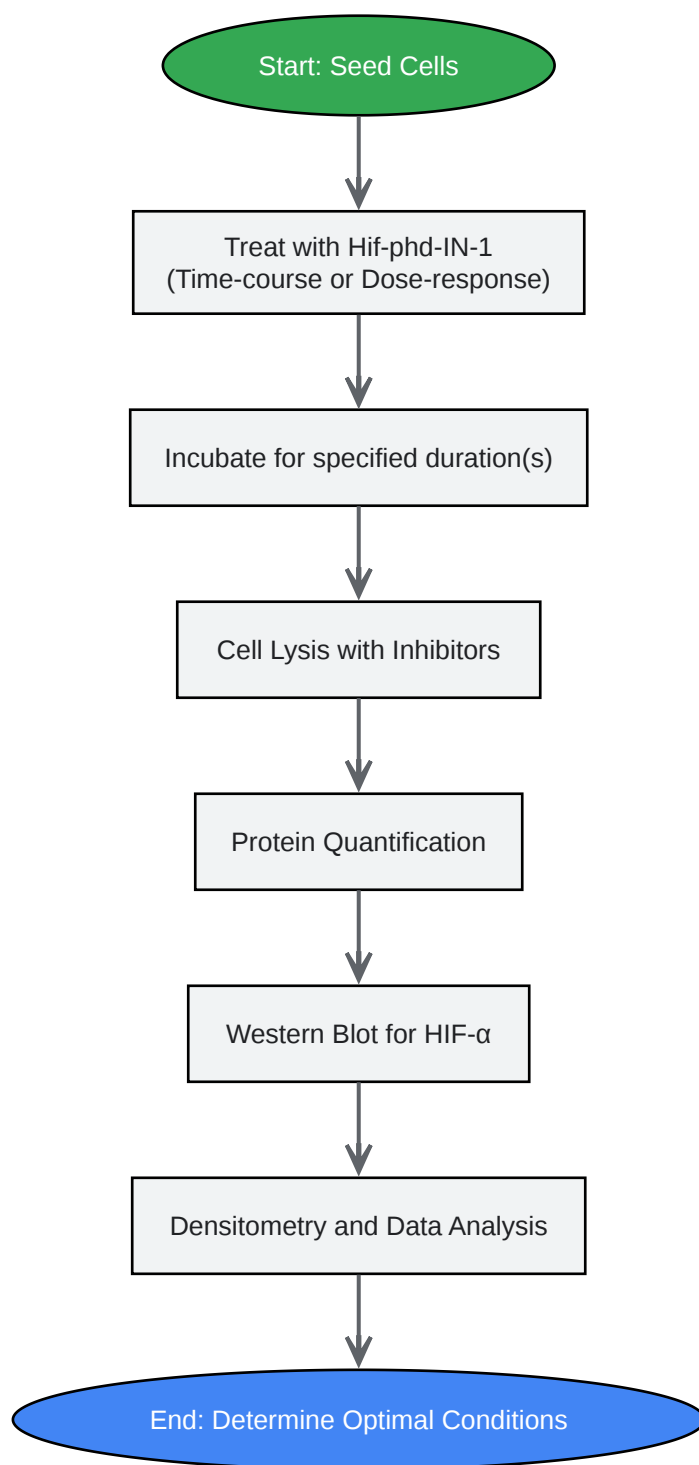 Start: Seed Cells
Treat with Hif-phd-IN-1
(Time-course or Dose-response)
Incubate for specified duration(s)
Cell Lysis with Inhibitors
Protein Quantification
Western Blot for HIF-α
Densitometry and Data Analysis
End: Determine Optimal Conditions